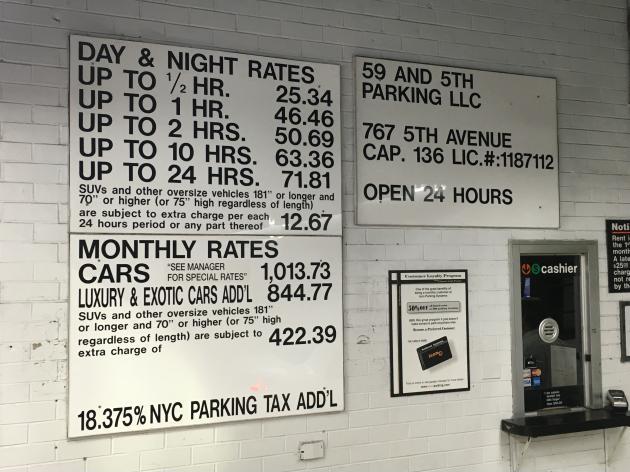 DAY & NIGHT RATES
UP TO 1/2 HR. 25.34
UP TO 1 HR. 46.46
UP TO 2 HRS. 50.69
UP TO 10 HRS. 63.36
UP TO 24 HRS. 71.81
SUVs and other oversize vehicles 181" or longer and
70" or higher (or 75" high regardless of length)
are subject to extra charge per each
24 hours period or any part thereof 12.67
MONTHLY RATES
CARS "SEE MANAGER FOR SPECIAL RATES" 1,013.73
LUXURY & EXOTIC CARS ADD'L 844.77
SUVs and other oversize vehicles 181"
or longer and 70" or higher (or 75" high
regardless of length) are subject to
extra charge of 422.39
18.375% NYC PARKING TAX ADD'L
59 AND 5TH
PARKING LLC
767 5TH AVENUE
CAP. 136 LIC.#:1187112
OPEN 24 HOURS
Customer Loyalty Program
50% OFF
cashier
VISA
Noti
Rent i
the 1